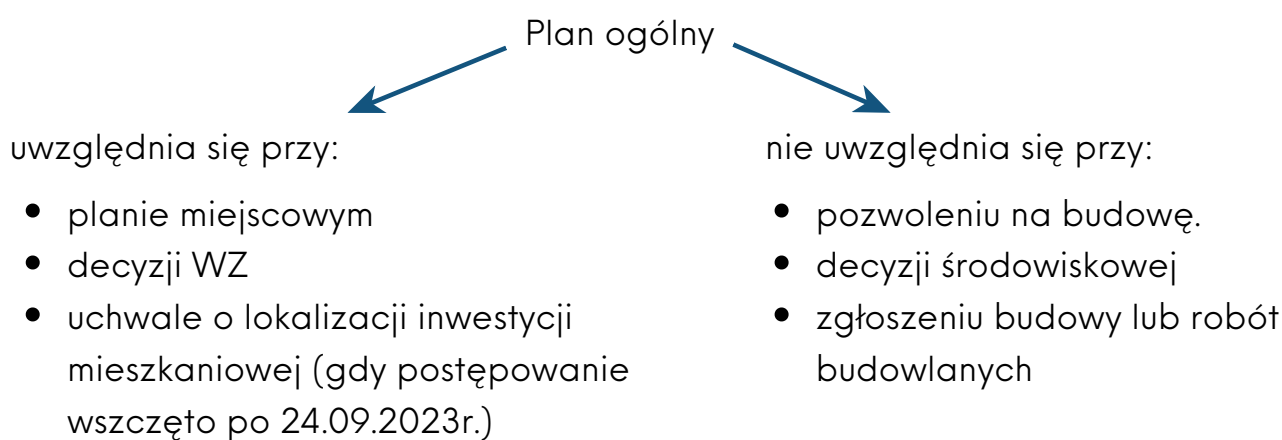 Plan ogólny
uwzględnia się przy:
• planie miejscowym
• decyzji WZ
• uchwale o lokalizacji inwestycji
mieszkaniowej (gdy postępowanie
wszczęto po 24.09.2023r.)
nie uwzględnia się przy:
• pozwoleniu na budowę.
• decyzji środowiskowej
• zgłoszeniu budowy lub robót
budowlanych